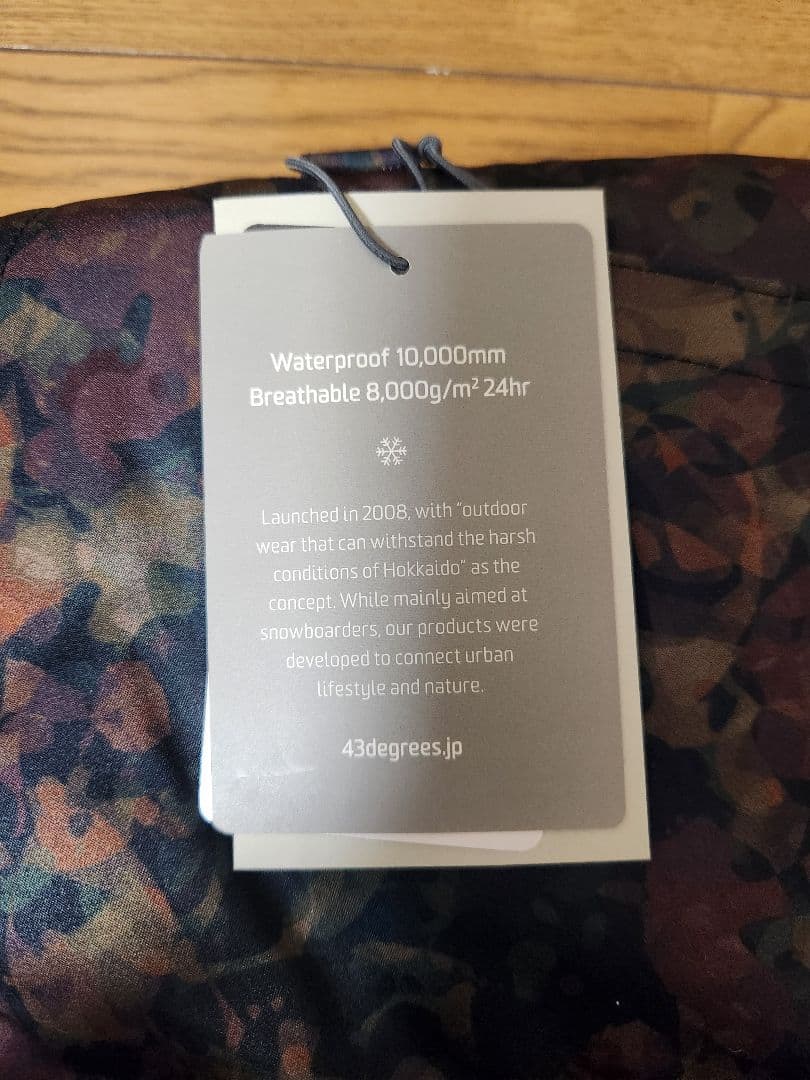 Waterproof 10,000mm
Breathable 8,000g/m² 24hr
Launched in 2008, with "outdoor
wear that can withstand the harsh
conditions of Hokkaido" as the
concept. While mainly aimed at
snowboarders, our products were
developed to connect urban
lifestyle and nature.
43degrees.jp